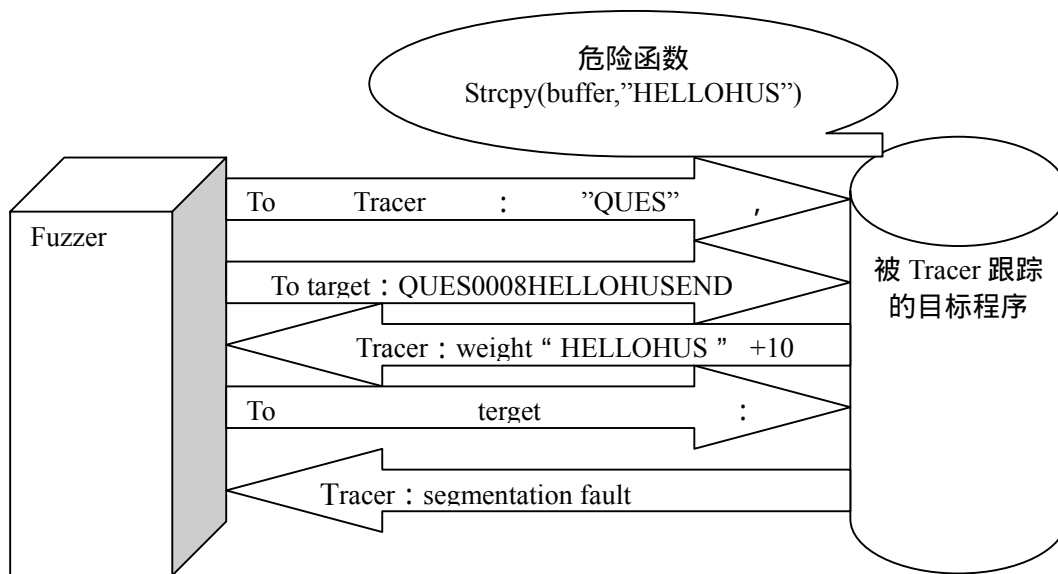 危险函数
Strcpy(buffer,”HELLOHUS”)
To Tracer ： ”QUES” ，
Fuzzer
To target：QUES0008HELLOHUSEND
被 Tracer 跟踪
的目标程序
Tracer：weight“ HELLOHUS ” +10
To terget ：
Tracer：segmentation fault